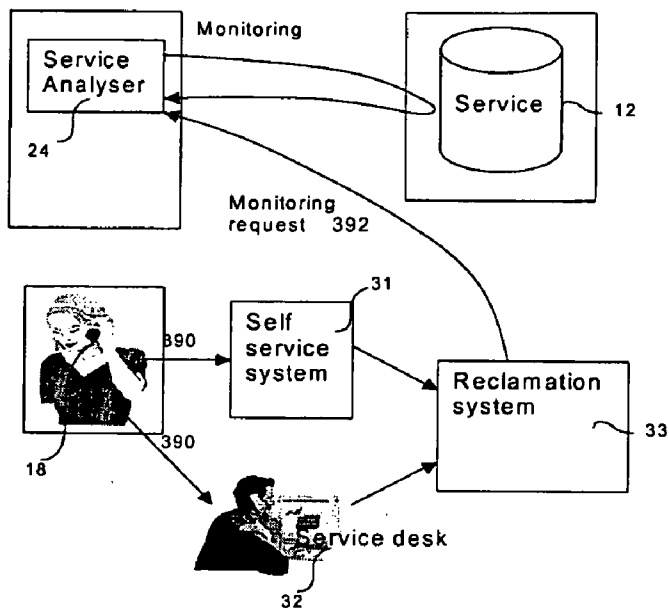 Monitoring
Service
Analyser
24
Service
12
Monitoring
request 392
31
390
Self
service
system
Reclamation
system
33
390
18
Service desk
32